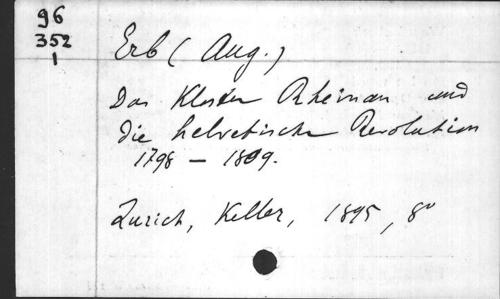 96
352
1
Erb (Aug.)
Das Kloster Rheinau und
die helvetische Revolution
1798 – 1809.
Zurich, Keller, 1895, 8°